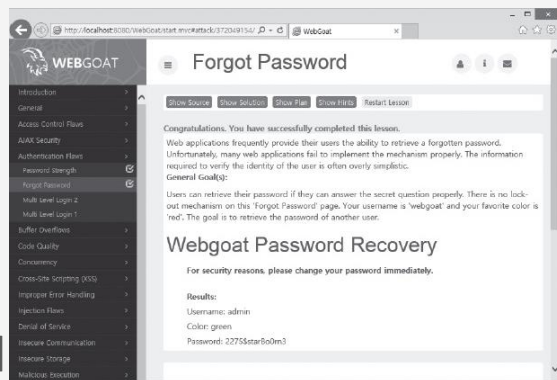 http://localhost:8080/WebGoat/start.mvc#attack/372049154/
WebGoat
WEBGOAT
Forgot Password
Introduction
General
Access Control Flaws
AJAX Security
Authentication Flaws
Password Strength
Forgot Password
Multi Level Login 2
Multi Level Login 1
Buffer Overflows
Code Quality
Concurrency
Cross-Site Scripting (XSS)
Improper Error Handling
Injection Flaws
Denial of Service
Insecure Communication
Insecure Storage
Malicious Execution
Show Source Show Solution Show Plan Show Hints Restart Lesson
Congratulations. You have successfully completed this lesson.
Web applications frequently provide their users the ability to retrieve a forgotten password.
Unfortunately, many web applications fail to implement the mechanism properly. The information
required to verify the identity of the user is often overly simplistic.
General Goal(s):
Users can retrieve their password if they can answer the secret question properly. There is no lock-
out mechanism on this 'Forgot Password' page. Your username is 'webgoat' and your favorite color is
'red'. The goal is to retrieve the password of another user.
Webgoat Password Recovery
For security reasons, please change your password immediately.
Results:
Username: admin
Color: green
Password: 2275$starBo0rn3